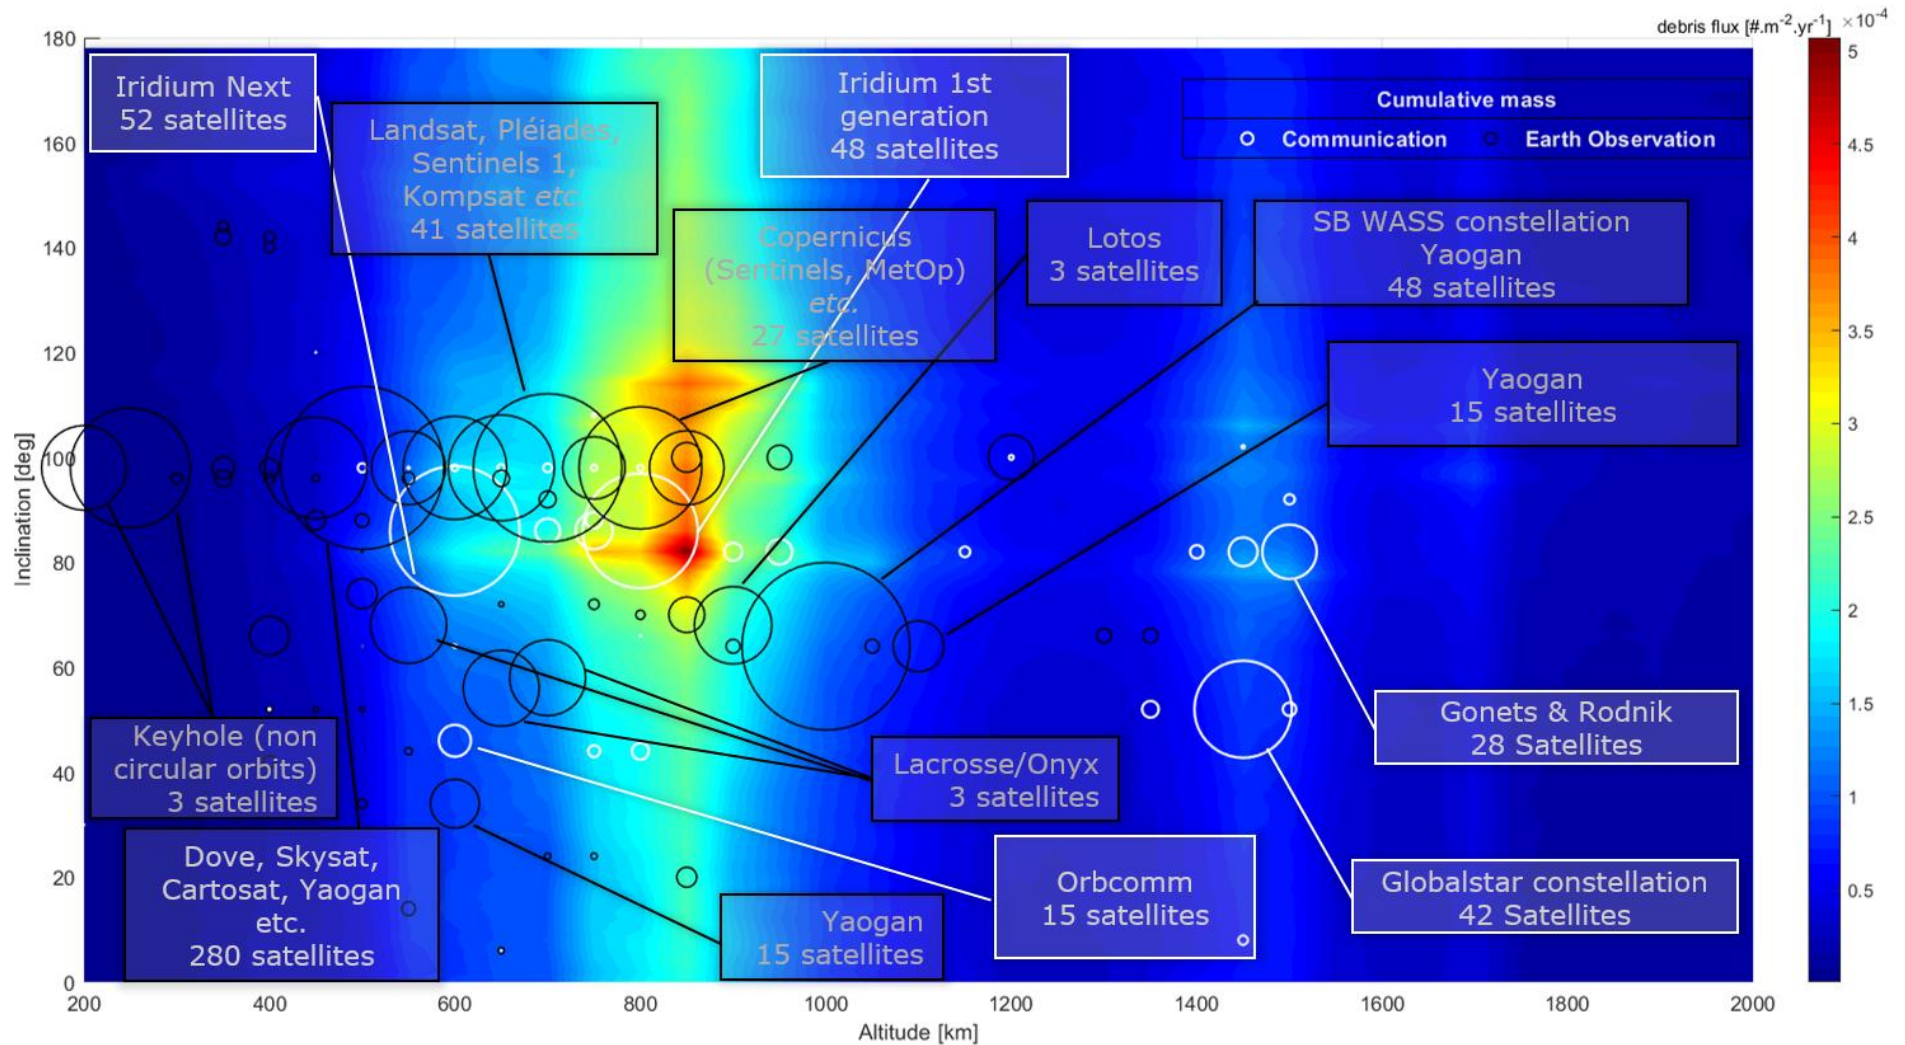 debris flux [#.m-2.yr-1] ×10-4
Iridium Next
52 satellites
Landsat, Pléiades,
Sentinels 1,
Kompsat etc.
41 satellites
Iridium 1st
generation
48 satellites
Cumulative mass
Communication
Earth Observation
Copernicus
(Sentinels, MetOp)
etc.
27 satellites
Lotos
3 satellites
SB WASS constellation
Yaogan
48 satellites
Yaogan
15 satellites
Keyhole (non
circular orbits)
3 satellites
Lacrosse/Onyx
3 satellites
Gonets & Rodnik
28 Satellites
Dove, Skysat,
Cartosat, Yaogan
etc.
280 satellites
Yaogan
15 satellites
Orbcomm
15 satellites
Globalstar constellation
42 Satellites
Inclination [deg]
180
160
140
120
100
80
60
40
20
0
200 400 600 800 1000 1200 1400 1600 1800 2000
Altitude [km]
5
4.5
4
3.5
3
2.5
2
1.5
1
0.5